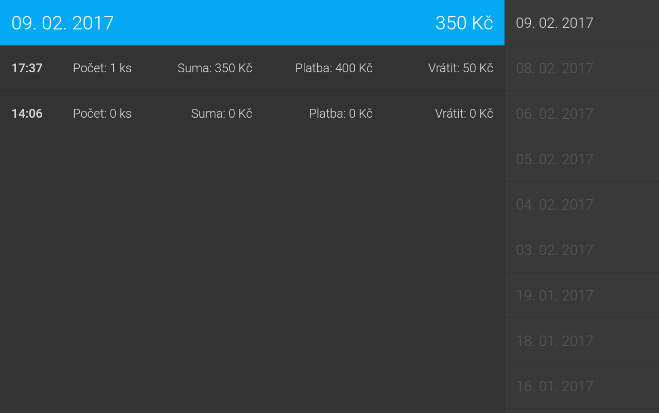 09. 02. 2017 350 Kč
17:37 Počet: 1 ks Suma: 350 Kč Platba: 400 Kč Vrátit: 50 Kč
14:06 Počet: 0 ks Suma: 0 Kč Platba: 0 Kč Vrátit: 0 Kč
09. 02. 2017
08. 02. 2017
06. 02. 2017
05. 02. 2017
04. 02. 2017
03. 02. 2017
19. 01. 2017
18. 01. 2017
16. 01. 2017